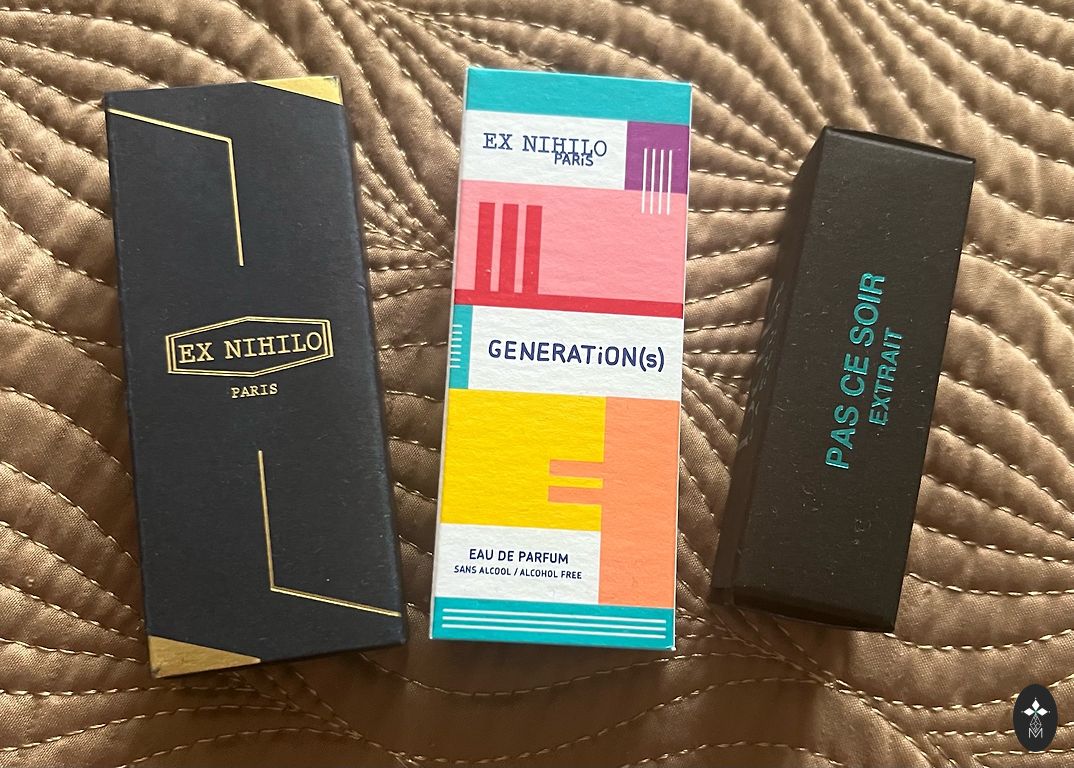 EX NIHILO
PARIS
EX NIHILO
PARiS
GENERATiON(s)
EAU DE PARFUM
SANS ALCOOL / ALCOHOL FREE
PAS CE SOIR
EXTRAIT
M